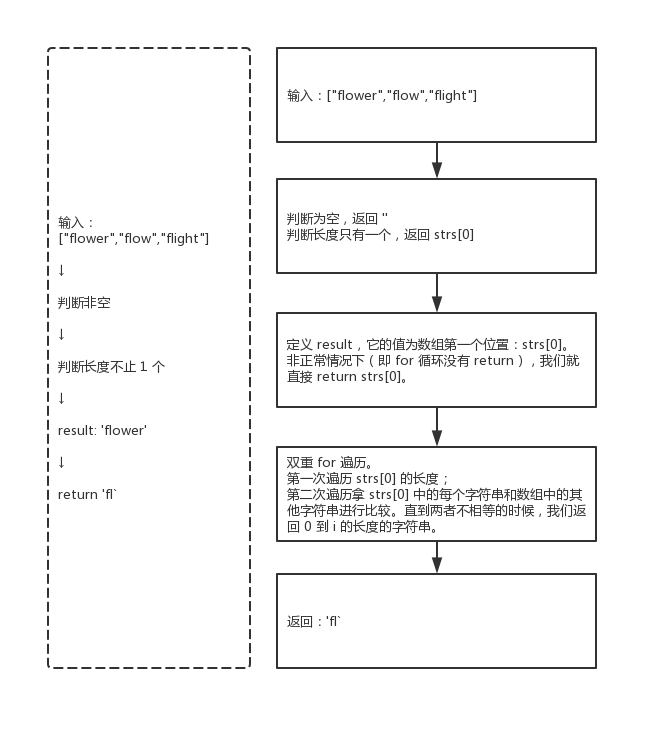 输入：
["flower","flow","flight"]
↓
判断非空
↓
判断长度不止 1 个
↓
result: 'flower'
↓
return 'fl`
输入：["flower","flow","flight"]
判断为空，返回 ''
判断长度只有一个，返回 strs[0]
定义 result，它的值为数组第一个位置：strs[0]。
非正常情况下（即 for 循环没有 return），我们就
直接 return strs[0]。
双重 for 遍历。
第一次遍历 strs[0] 的长度；
第二次遍历拿 strs[0] 中的每个字符串和数组中的其
他字符串进行比较。直到两者不相等的时候，我们返
回 0 到 i 的长度的字符串。
返回：'fl`